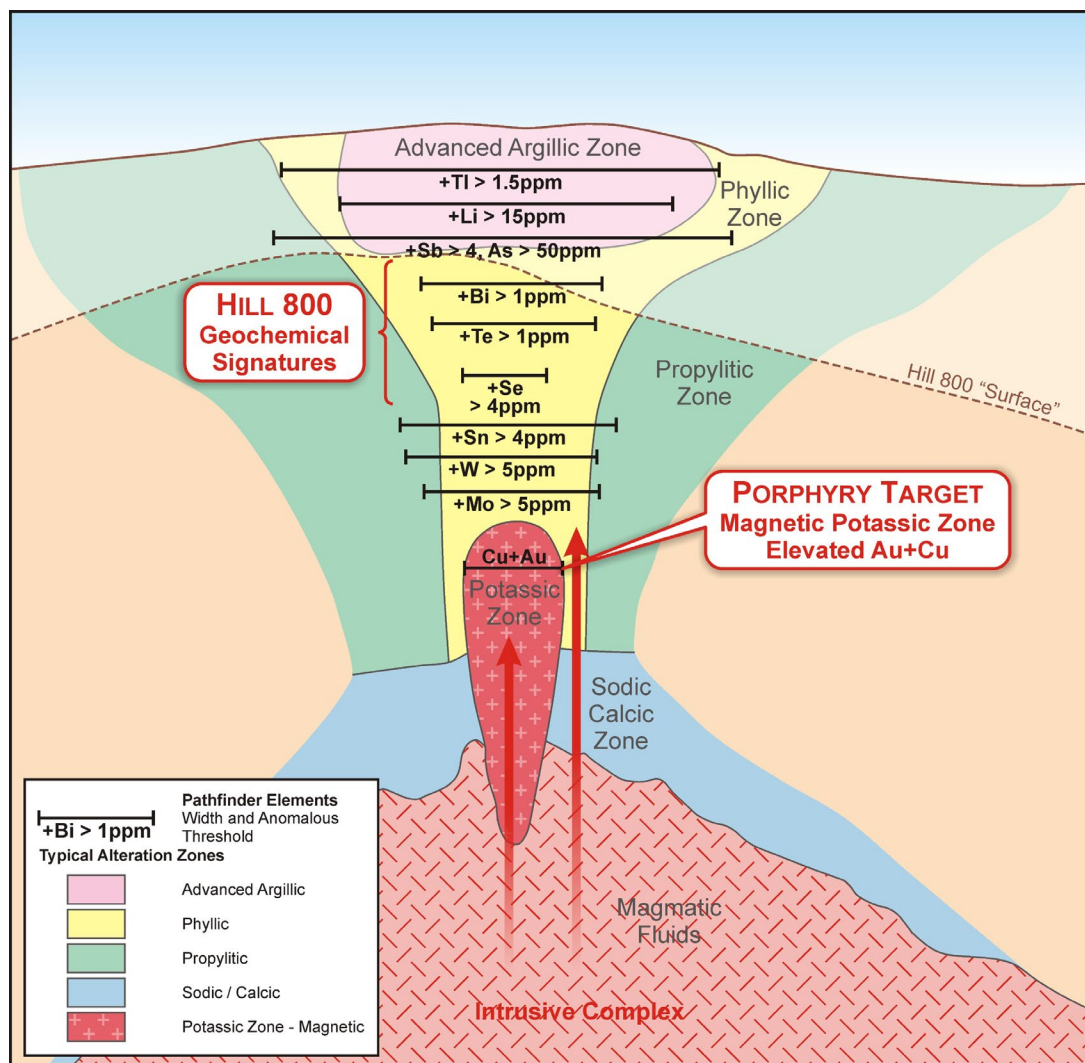 Advanced Argillic Zone
+Tl > 1.5ppm
Phyllic
Zone
+Li > 15ppm
+Sb > 4, As > 50ppm
HILL 800
Geochemical
Signatures
+Bi > 1ppm
+Te > 1ppm
Propylitic
Zone
Hill 800 "Surface"
+Se
> 4ppm
+Sn > 4ppm
+W > 5ppm
+Mo > 5ppm
PORPHYRY TARGET
Magnetic Potassic Zone
Elevated Au+Cu
Cu+Au
Potassic
Zone
Sodic
Calcic
Zone
Magmatic
Fluids
Intrusive Complex
+Bi > 1ppm
Pathfinder Elements
Width and Anomalous
Threshold
Typical Alteration Zones
Advanced Argillic
Phyllic
Propylitic
Sodic / Calcic
Potassic Zone - Magnetic